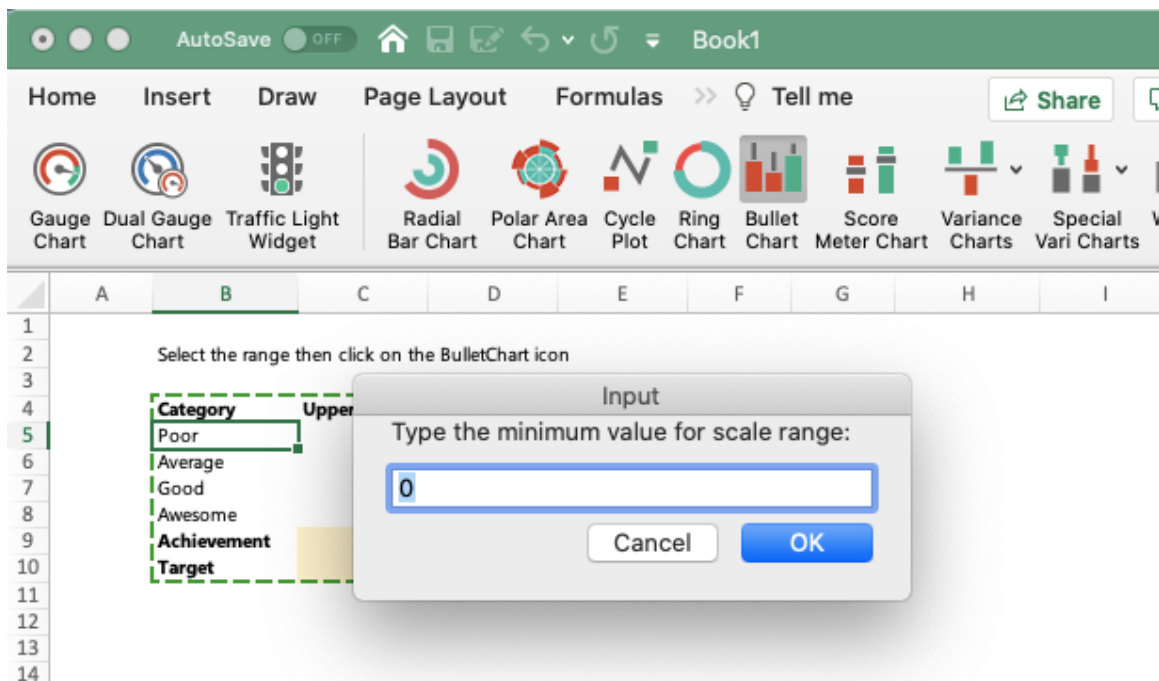 AutoSave OFF Book1
Home Insert Draw Page Layout Formulas >> Tell me Share
Gauge Chart
Dual Gauge Chart
Traffic Light Widget
Radial Bar Chart
Polar Area Chart
Cycle Plot
Ring Chart
Bullet Chart
Score Meter Chart
Variance Charts
Special Vari Charts
A B C D E F G H I
1
2 Select the range then click on the BulletChart icon
3
4 Category Upper
5 Poor
6 Average
7 Good
8 Awesome
9 Achievement
10 Target
11
12
13
14
Input
Type the minimum value for scale range:
0
Cancel OK